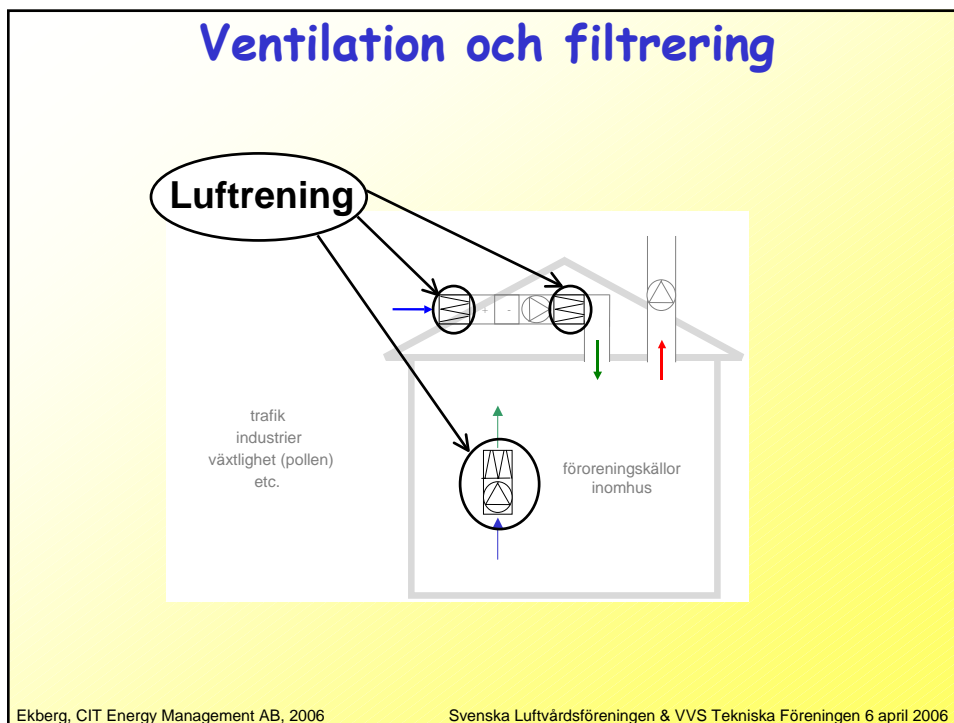 Ventilation och filtrering
Luftrening
+ -
trafik
industrier
växtlighet (pollen)
etc.
föroreningskällor
inomhus
Ekberg, CIT Energy Management AB, 2006
Svenska Luftvårdsföreningen & VVS Tekniska Föreningen 6 april 2006